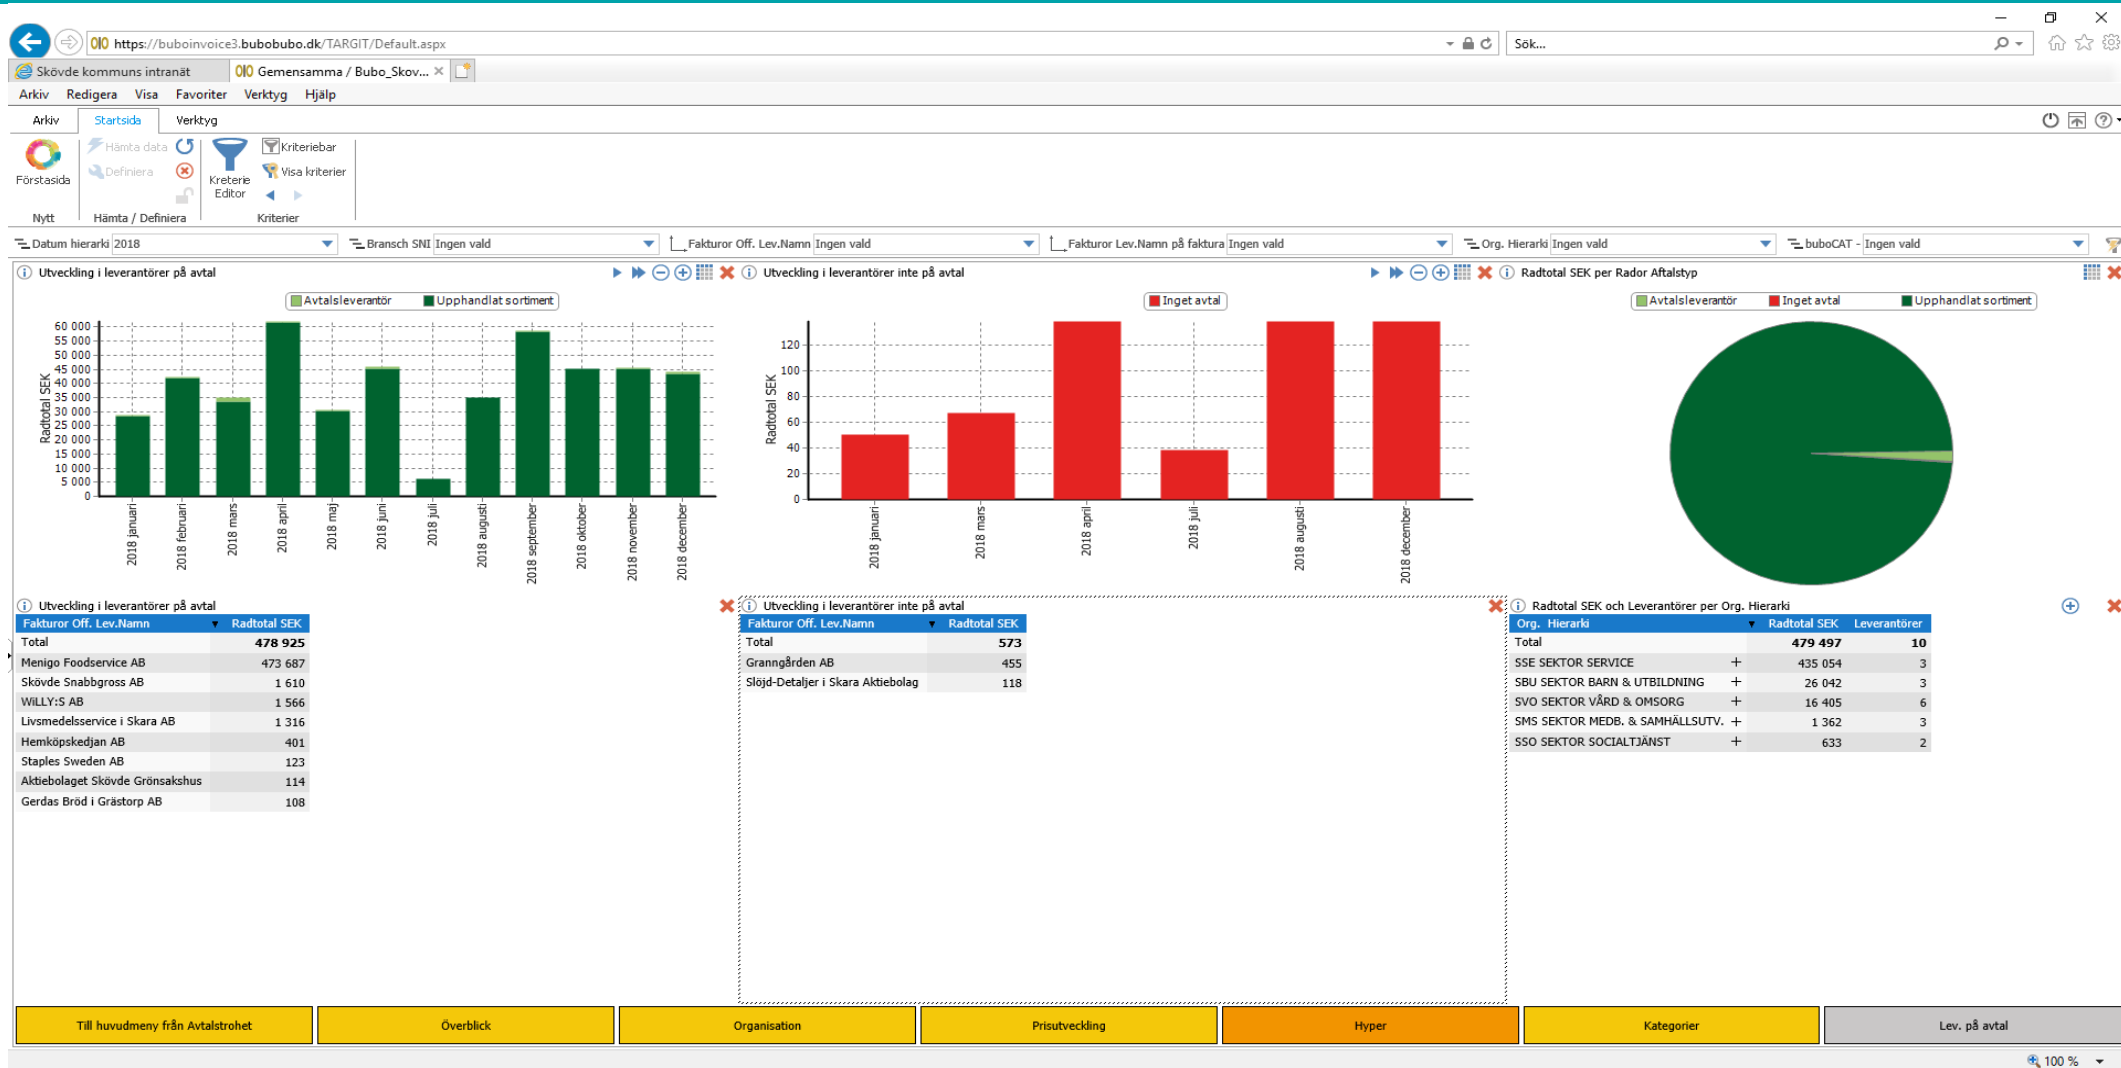 https://buboinvoice3.bubobubo.dk/TARGIT/Default.aspx
Sök...
Skövde kommuns intranät
Gemensamma / Bubo_Skov...
Arkiv Redigera Visa Favoriter Verktyg Hjälp
Arkiv Startsida Verktyg
Förstasida
Hämta data
Definiera
Kreterie
Editor
Kriteriebar
Visa kriterier
Nytt Hämta / Definiera Kriterier
Datum hierarki 2018
Bransch SNI Ingen vald
Fakturor Off. Lev.Namn Ingen vald
Fakturor Lev.Namn på faktura Ingen vald
Org. Hierarki Ingen vald
buboCAT - Ingen vald
Utveckling i leverantörer på avtal
Avtalsleverantör Upphandlat sortiment
Radtotal SEK
60 000
55 000
50 000
45 000
40 000
35 000
30 000
25 000
20 000
15 000
10 000
5 000
0
2018 januari
2018 februari
2018 mars
2018 april
2018 maj
2018 juni
2018 juli
2018 augusti
2018 september
2018 oktober
2018 november
2018 december
Utveckling i leverantörer inte på avtal
Inget avtal
Radtotal SEK
120
100
80
60
40
20
0
2018 januari
2018 mars
2018 april
2018 juli
2018 augusti
2018 december
Radtotal SEK per Rador Aftalstyp
Avtalsleverantör Inget avtal Upphandlat sortiment
Utveckling i leverantörer på avtal
Fakturor Off. Lev.Namn Radtotal SEK
Total 478 925
Menigo Foodservice AB 473 687
Skövde Snabbgross AB 1 610
WiLLY:S AB 1 566
Livsmedelsservice i Skara AB 1 316
Hemköpskedjan AB 401
Staples Sweden AB 123
Aktiebolaget Skövde Grönsakshus 114
Gerdas Bröd i Grästorp AB 108
Utveckling i leverantörer inte på avtal
Fakturor Off. Lev.Namn Radtotal SEK
Total 573
Granngården AB 455
Slöjd-Detaljer i Skara Aktiebolag 118
Radtotal SEK och Leverantörer per Org. Hierarki
Org. Hierarki Radtotal SEK Leverantörer
Total 479 497 10
SSE SEKTOR SERVICE + 435 054 3
SBU SEKTOR BARN & UTBILDNING + 26 042 3
SVO SEKTOR VÅRD & OMSORG + 16 405 6
SMS SEKTOR MEDB. & SAMHÄLLSUTV. + 1 362 3
SSO SEKTOR SOCIALTJÄNST + 633 2
Till huvudmeny från Avtalstrohet
Överblick
Organisation
Prisutveckling
Hyper
Kategorier
Lev. på avtal
100 %